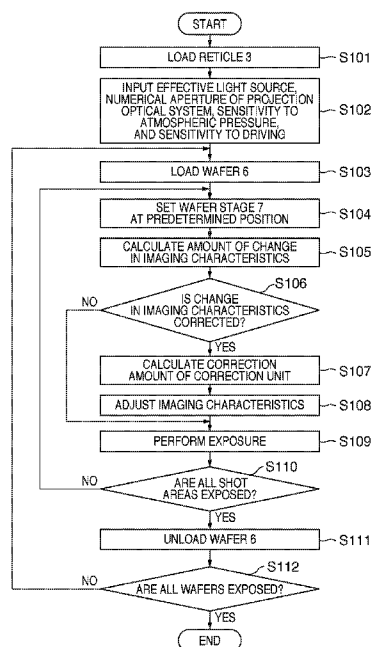 START
LOAD RETICLE 3
S101
INPUT EFFECTIVE LIGHT SOURCE,
NUMERICAL APERTURE OF PROJECTION
OPTICAL SYSTEM, SENSITIVITY TO
ATMOSPHERIC PRESSURE,
AND SENSITIVITY TO DRIVING
S102
LOAD WAFER 6
S103
SET WAFER STAGE 7
AT PREDETERMINED POSITION
S104
CALCULATE AMOUNT OF CHANGE
IN IMAGING CHARACTERISTICS
S105
S106
NO
IS CHANGE
IN IMAGING CHARACTERISTICS
CORRECTED?
YES
CALCULATE CORRECTION
AMOUNT OF CORRECTION UNIT
S107
ADJUST IMAGING CHARACTERISTICS
S108
PERFORM EXPOSURE
S109
S110
NO
ARE ALL SHOT
AREAS EXPOSED?
YES
UNLOAD WAFER 6
S111
S112
NO
ARE ALL WAFERS EXPOSED?
YES
END